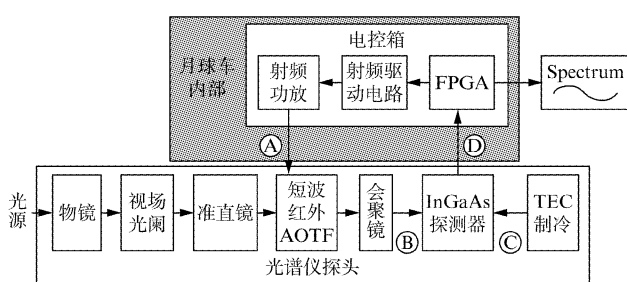 电控箱
月球车
内部
射频
功放
射频驱
动电路
FPGA
Spectrum
A
D
光
源
物镜
视场
光阑
准直镜
短波
红外
AOTF
会
聚
镜
B
InGaAs
探测器
C
TEC
制冷
光谱仪探头